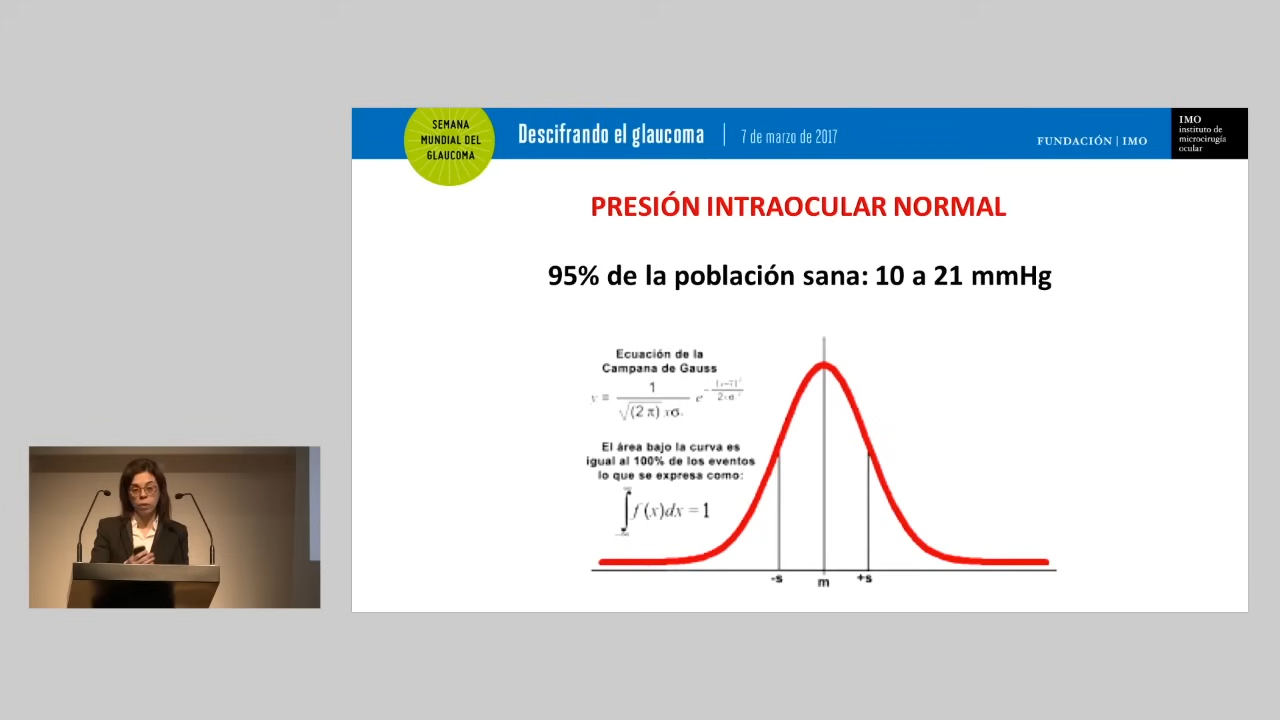 SEMANA
MUNDIAL DEL
GLAUCOMA
Descifrando el glaucoma | 7 de marzo de 2017
FUNDACIÓN | IMO
IMO
instituto de
microcirugía
ocular
PRESIÓN INTRAOCULAR NORMAL
95% de la población sana: 10 a 21 mmHg
Ecuación de la
Campana de Gauss
El área bajo la curva es
igual al 100% de los eventos
lo que se expresa como:
∫ f(x)dx = 1
-s
m
+s